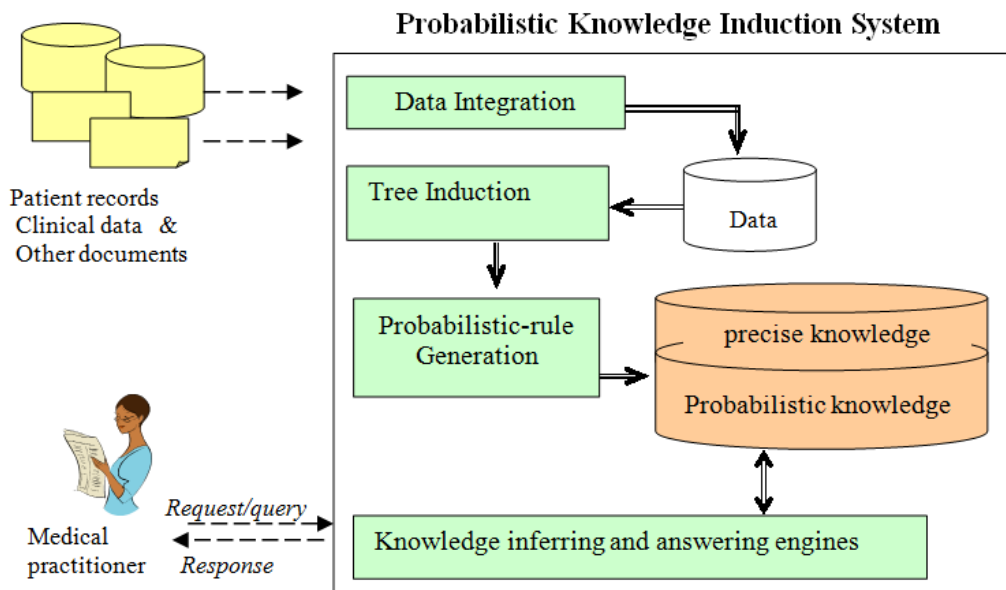 Probabilistic Knowledge Induction System
Data Integration
Patient records
Clinical data &
Other documents
Tree Induction
Data
Probabilistic-rule
Generation
precise knowledge
Probabilistic knowledge
Medical
practitioner
Request/query
Response
Knowledge inferring and answering engines